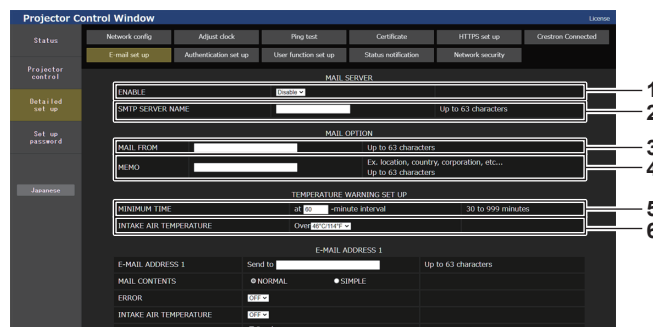 Projector Control Window
License
Status
Projector control
Detailed set up
Set up password
Japanese
Network config
Adjust clock
Ping test
Certificate
HTTPS set up
Crestron Connected
E-mail set up
Authentication set up
User function set up
Status notification
Network security
MAIL SERVER
ENABLE Disable 1
SMTP SERVER NAME Up to 63 characters 2
MAIL OPTION
MAIL FROM Up to 63 characters 3
MEMO Ex. location, country, corporation, etc... 4
Up to 63 characters
TEMPERATURE WARNING SET UP
MINIMUM TIME at 60 -minute interval 30 to 999 minutes 5
INTAKE AIR TEMPERATURE Over 46°C/114°F 6
E-MAIL ADDRESS 1
E-MAIL ADDRESS 1 Send to Up to 63 characters
MAIL CONTENTS NORMAL SIMPLE
ERROR OFF
INTAKE AIR TEMPERATURE OFF